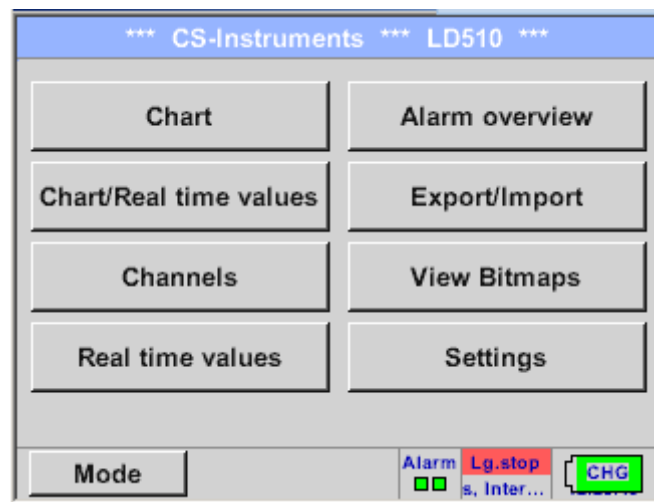 *** CS-Instruments *** LD510 ***
Chart
Alarm overview
Chart/Real time values
Export/Import
Channels
View Bitmaps
Real time values
Settings
Mode
Alarm
Lg.stop
s, Inter...
CHG